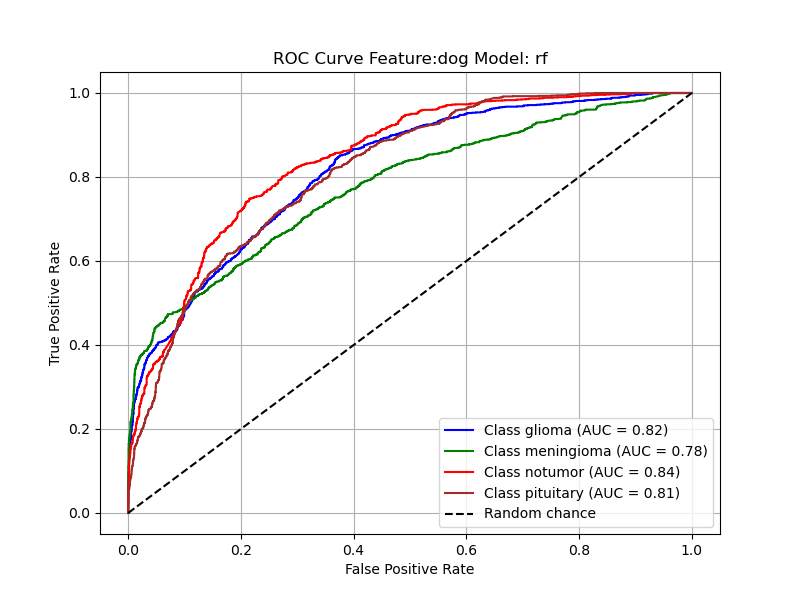 ROC Curve Feature:dog Model: rf
True Positive Rate
1.0
0.8
0.6
0.4
0.2
0.0
Class glioma (AUC = 0.82)
Class meningioma (AUC = 0.78)
Class notumor (AUC = 0.84)
Class pituitary (AUC = 0.81)
Random chance
0.0 0.2 0.4 0.6 0.8 1.0
False Positive Rate